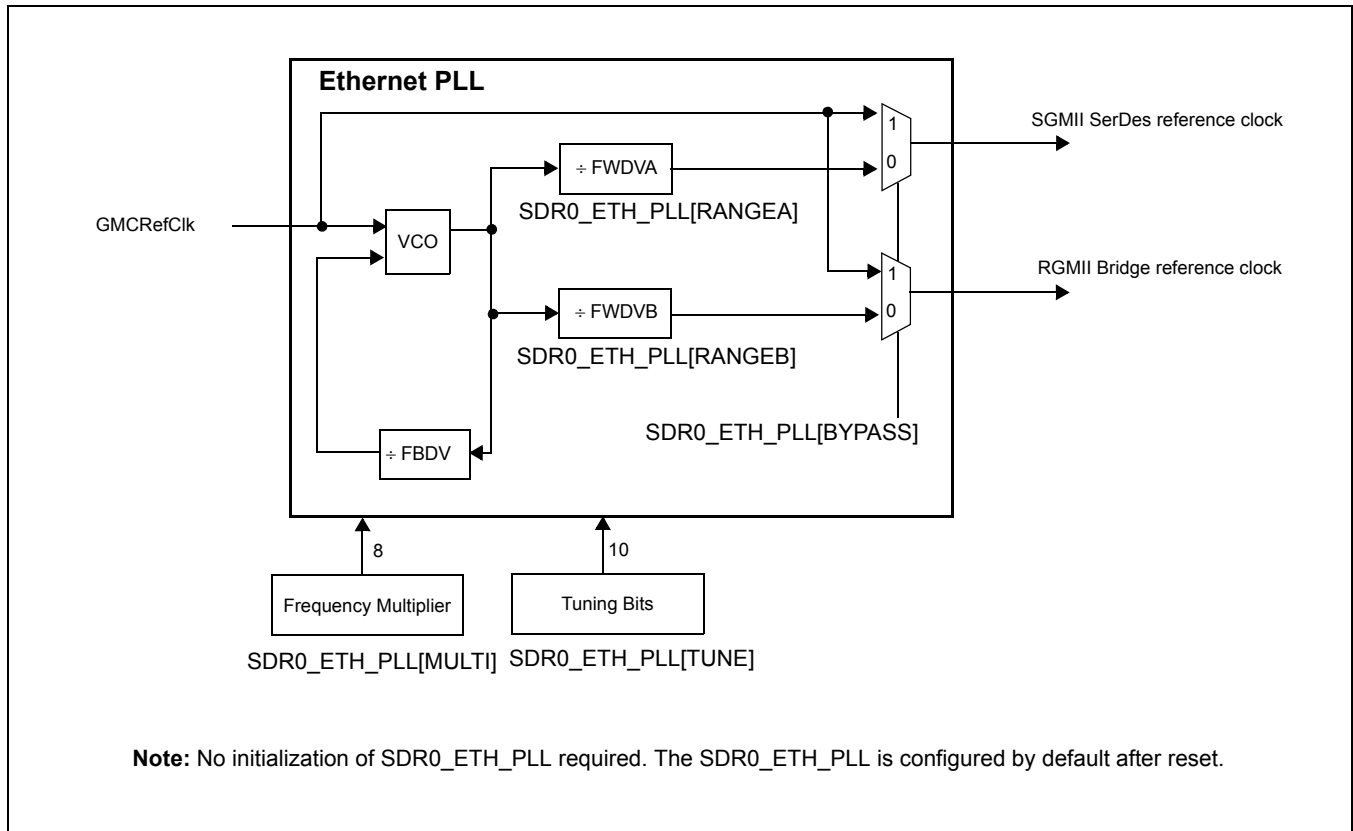 Ethernet PLL
1
SGMII SerDes reference clock
0
÷ FWDVA
SDR0_ETH_PLL[RANGEA]
GMCRefClk
VCO
1
RGMII Bridge reference clock
0
÷ FWDVB
SDR0_ETH_PLL[RANGEB]
SDR0_ETH_PLL[BYPASS]
÷ FBDV
8
10
Frequency Multiplier
Tuning Bits
SDR0_ETH_PLL[MULTI]
SDR0_ETH_PLL[TUNE]
Note: No initialization of SDR0_ETH_PLL required. The SDR0_ETH_PLL is configured by default after reset.